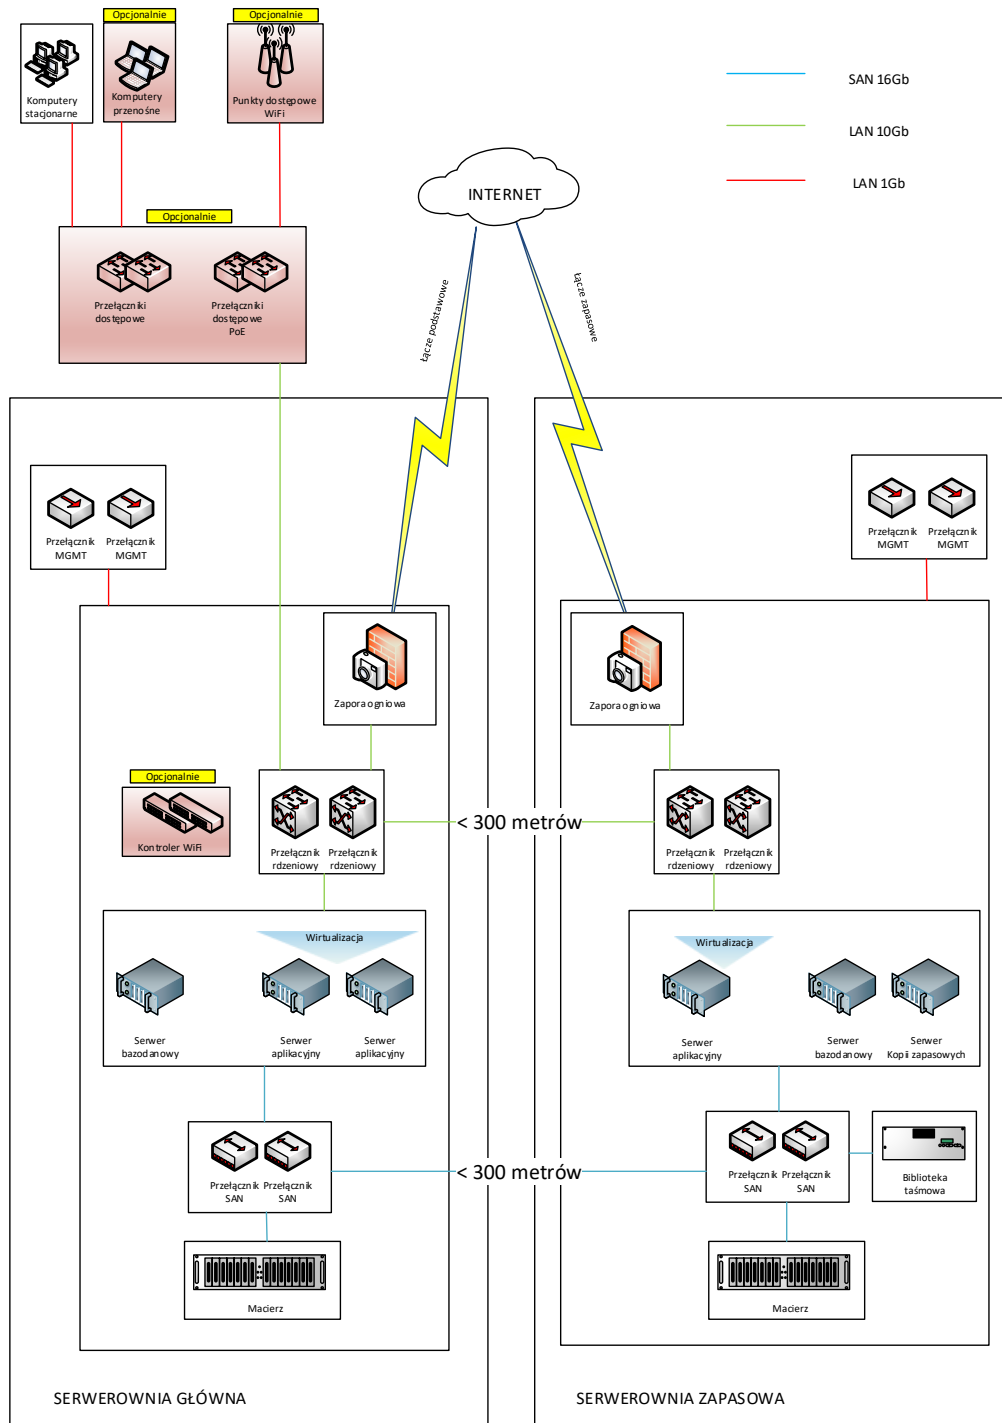 Opcjonalnie
Opcjonalnie
Komputery
stacjonarne
Komputery
przenośne
Punkty dostępowe
WiFi
SAN 16Gb
LAN 10Gb
LAN 1Gb
INTERNET
Opcjonalnie
Przełączniki
dostępowe
Przełączniki
dostępowe
PoE
Łącze podstawowe
Łącze zapasowe
Przełącznik
MGMT
Przełącznik
MGMT
Przełącznik
MGMT
Przełącznik
MGMT
Zapora ogniowa
Zapora ogniowa
Opcjonalnie
Kontroler WiFi
Przełącznik
rdzeniowy
Przełącznik
rdzeniowy
< 300 metrów
Przełącznik
rdzeniowy
Przełącznik
rdzeniowy
Wirtualizacja
Serwer
bazodanowy
Serwer
aplikacyjny
Serwer
aplikacyjny
Wirtualizacja
Serwer
aplikacyjny
Serwer
bazodanowy
Serwer
Kopii zapasowych
Przełącznik
SAN
Przełącznik
SAN
< 300 metrów
Przełącznik
SAN
Przełącznik
SAN
Biblioteka
taśmowa
Macierz
Macierz
SERWEROWNIA GŁÓWNA
SERWEROWNIA ZAPASOWA